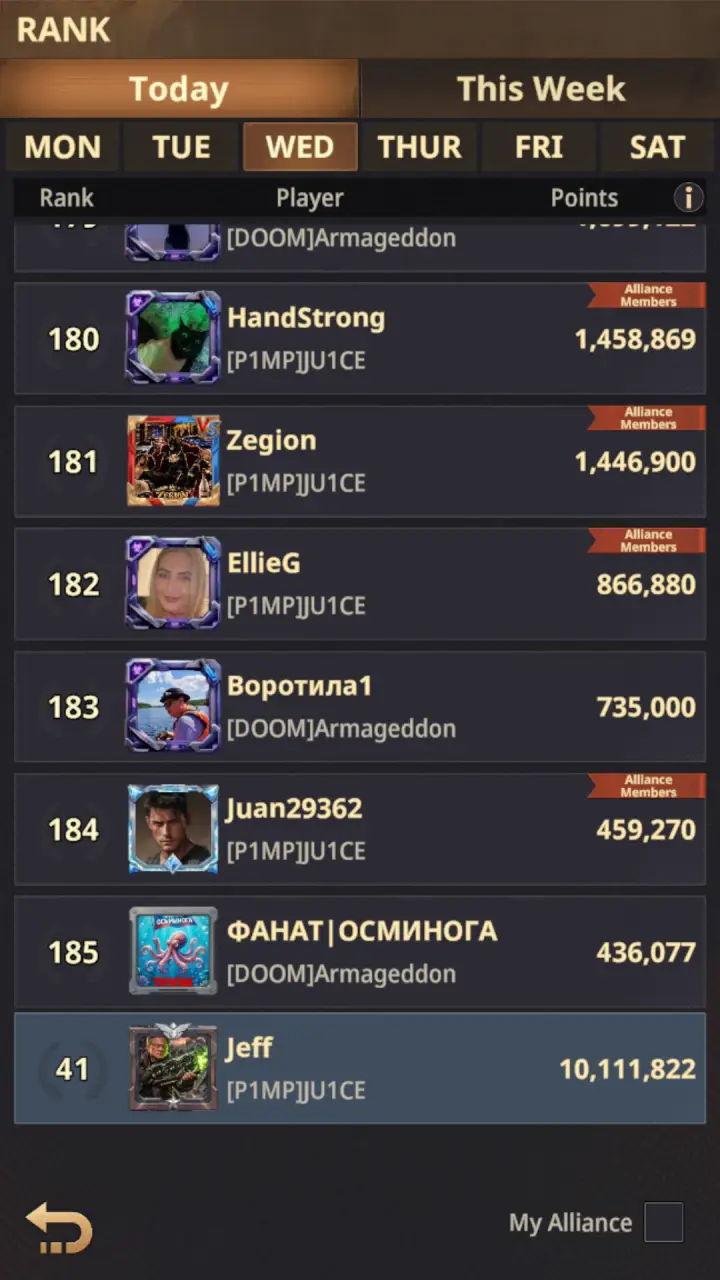 RANK
Today
This Week
MON
TUE
WED
THUR
FRI
SAT
Rank
Player
Points
i
[DOOM]Armageddon
180
HandStrong
[P1MP]JU1CE
Alliance
Members
1,458,869
181
Zegion
[P1MP]JU1CE
Alliance
Members
1,446,900
182
EllieG
[P1MP]JU1CE
Alliance
Members
866,880
183
Воротила1
[DOOM]Armageddon
735,000
184
Juan29362
[P1MP]JU1CE
Alliance
Members
459,270
185
ФАНАТ|ОСМИНОГА
[DOOM]Armageddon
436,077
41
Jeff
[P1MP]JU1CE
10,111,822
My Alliance